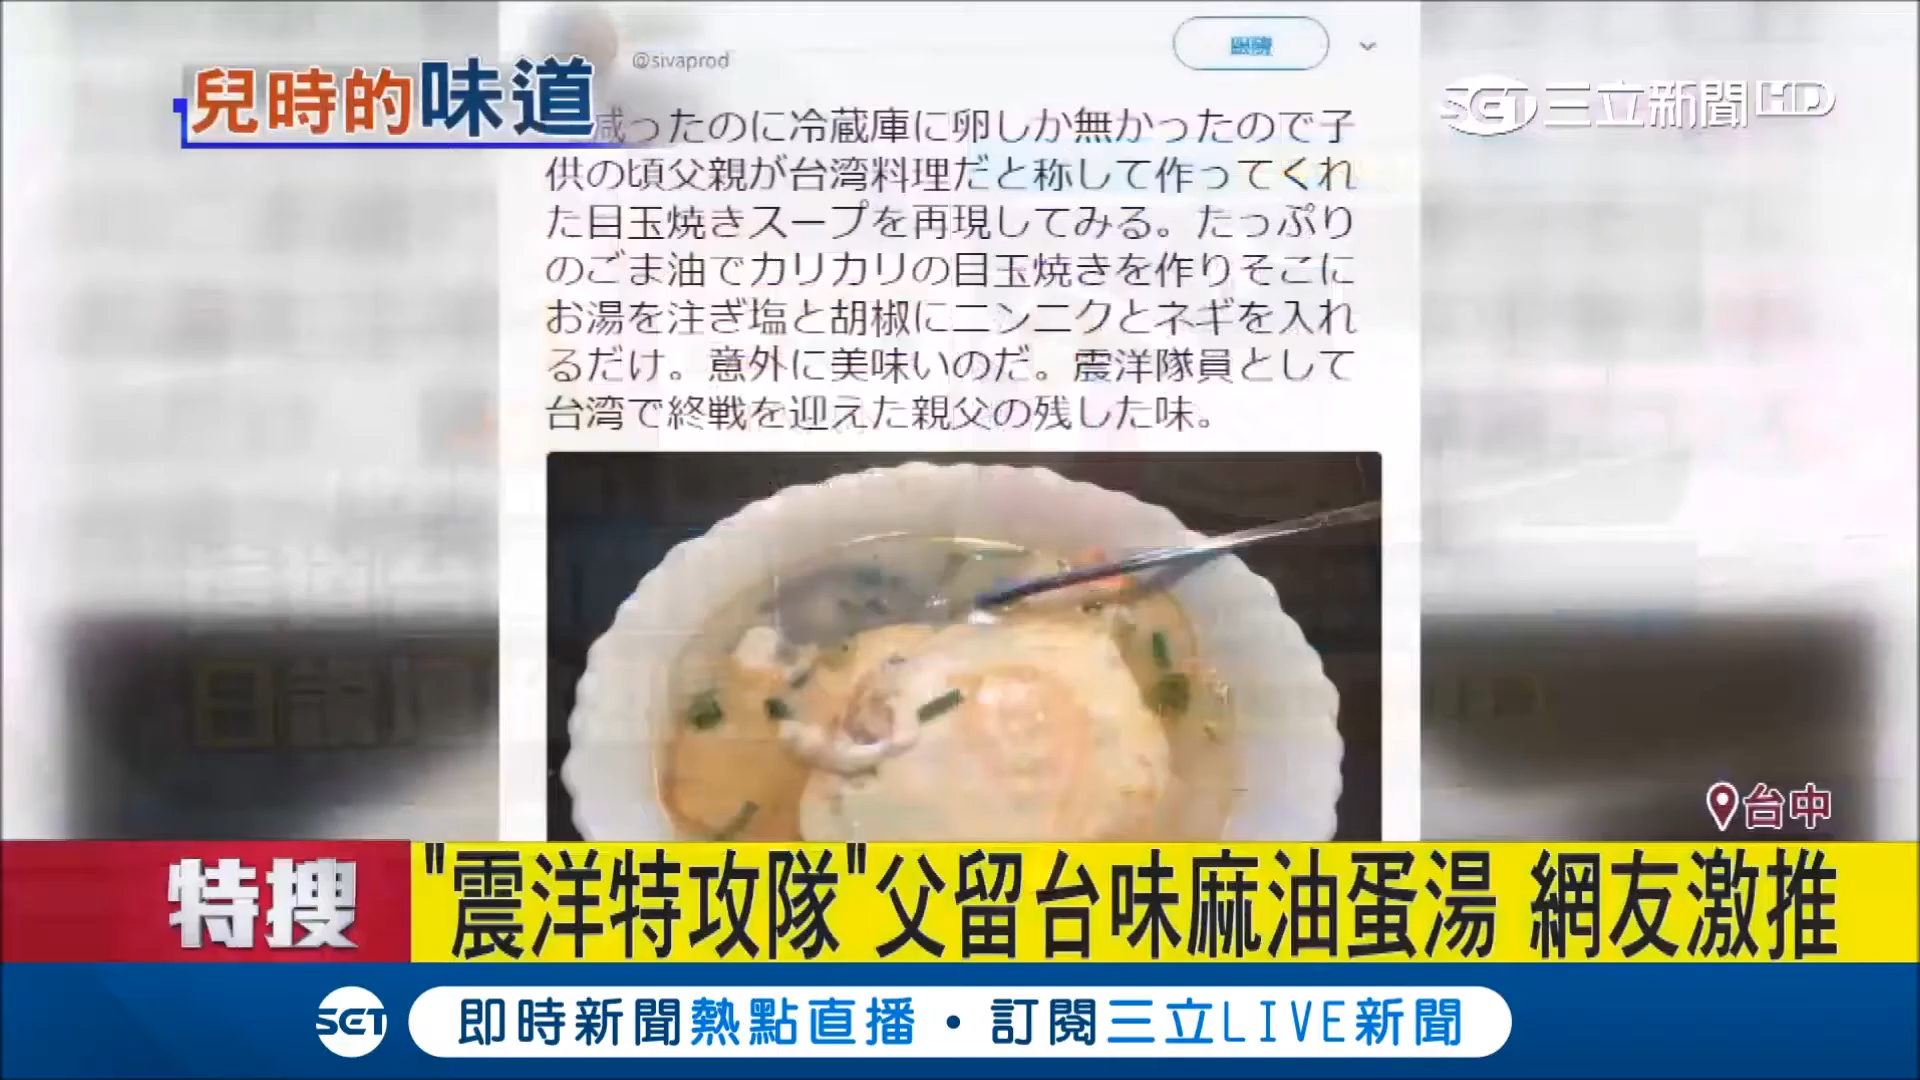 兒時的味道
@sivaprod
跟隨
SET三立新聞HD
減ったのに冷蔵庫に卵しか無かったので子
供の頃父親が台湾料理だと称して作ってくれ
た目玉焼きスープを再現してみる。たっぷり
のごま油でカリカリの目玉焼きを作りそこに
お湯を注ぎ塩と胡椒にニンニクとネギを入れ
るだけ。意外に美味いのだ。震洋隊員として
台湾で終戦を迎えた親父の残した味。
台中
特搜
"震洋特攻隊"父留台味麻油蛋湯 網友激推
SET 即時新聞熱點直播・訂閱三立LIVE新聞